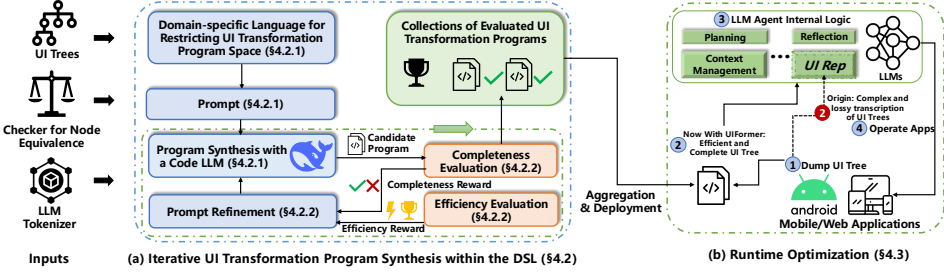 UI Trees
Checker for Node
Equivalence
LLM
Tokenizer
Inputs
Domain-specific Language for
Restricting UI Transformation
Program Space (§4.2.1)
Prompt (§4.2.1)
Program Synthesis with
a Code LLM (§4.2.1)
Prompt Refinement (§4.2.2)
Collections of Evaluated UI
Transformation Programs
</>
</>
</>
Candidate
Program
Completeness
Evaluation (§4.2.2)
Completeness Reward
Efficiency Evaluation
(§4.2.2)
Efficiency Reward
(a) Iterative UI Transformation Program Synthesis within the DSL (§4.2)
Aggregation
& Deployment
3 LLM Agent Internal Logic
Planning
Reflection
Context
Management
UI Rep
LLMs
Origin: Complex and
lossy transcription
of UI Trees
2
4 Operate Apps
2
Now With UIFormer:
Efficient and
Complete UI Tree
1 Dump UI Tree
</>
android
Mobile/Web Applications
(b) Runtime Optimization (§4.3)